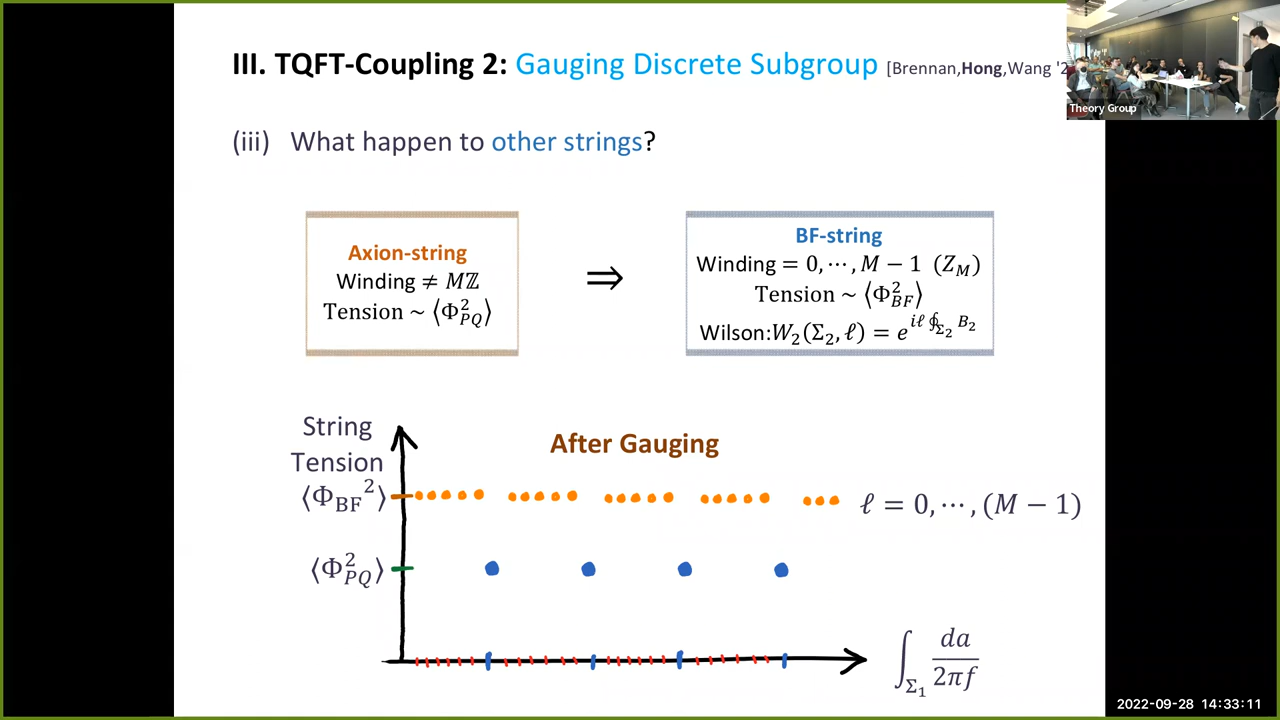 III. TQFT-Coupling 2: Gauging Discrete Subgroup [Brennan,Hong,Wang '2
Theory Group
(iii) What happen to other strings?
Axion-string
Winding ≠ Mℤ
Tension ~ ⟨Φ²_PQ⟩
⇒
BF-string
Winding = 0, ⋯ , M − 1 (Z_M)
Tension ~ ⟨Φ²_BF⟩
Wilson:W₂(Σ₂, ℓ) = e^{iℓ ∮_{Σ₂} B₂}
String
Tension
After Gauging
⟨Φ_BF²⟩
ℓ = 0, ⋯ , (M − 1)
⟨Φ²_PQ⟩
∫_{Σ₁} da/2πf
2022-09-28 14:33:11